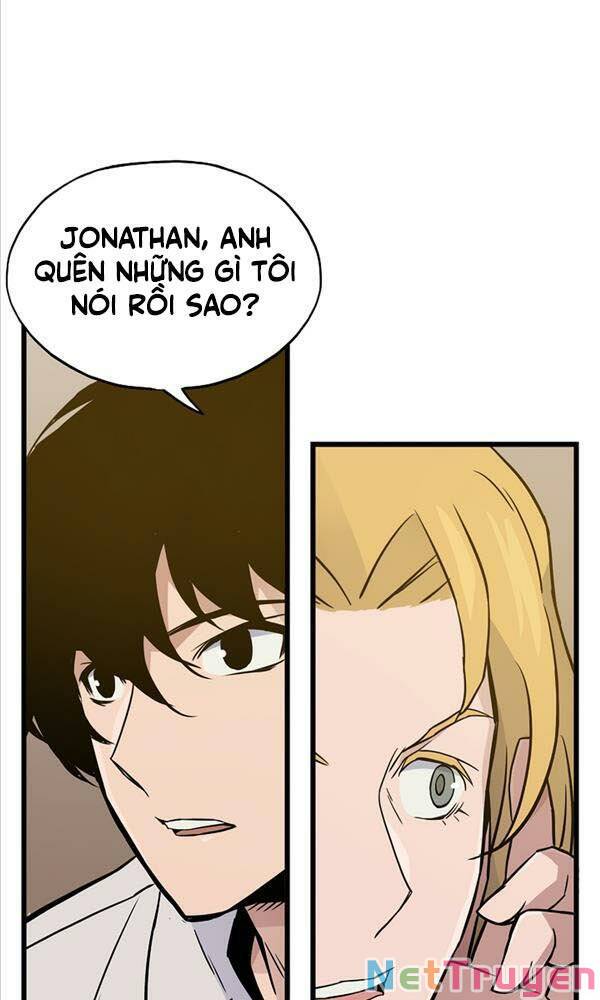 JONATHAN, ANH
QUÊN NHỮNG GÌ TÔI
NÓI RỒI SAO?
NetTruyen